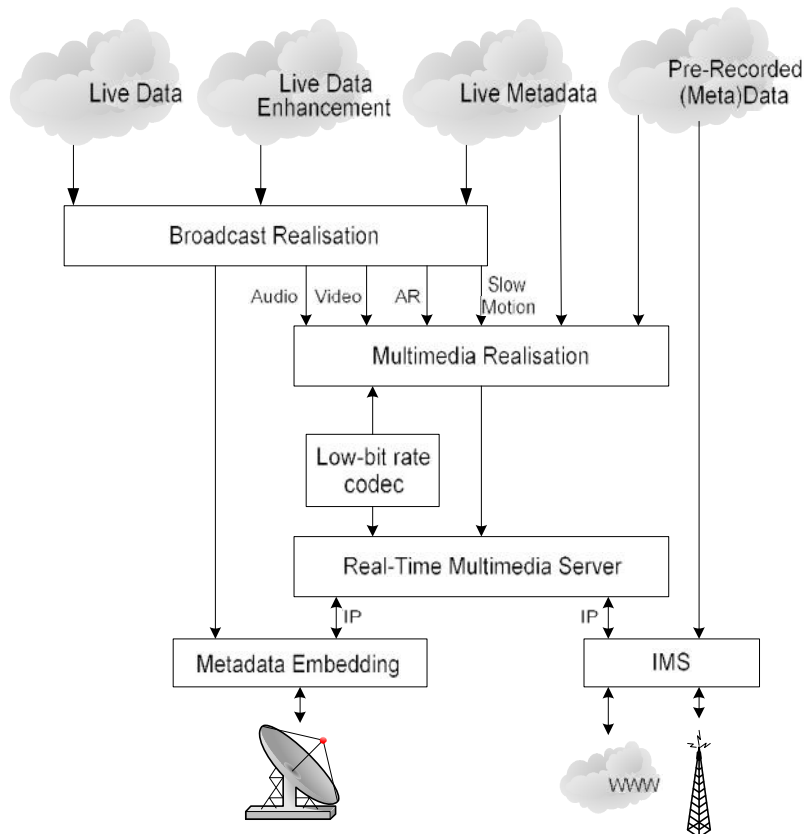 Live Data
Live Data
Enhancement
Live Metadata
Pre-Recorded
(Meta)Data
Broadcast Realisation
Audio
Video
AR
Slow
Motion
Multimedia Realisation
Low-bit rate
codec
Real-Time Multimedia Server
IP
IP
Metadata Embedding
IMS
WWW